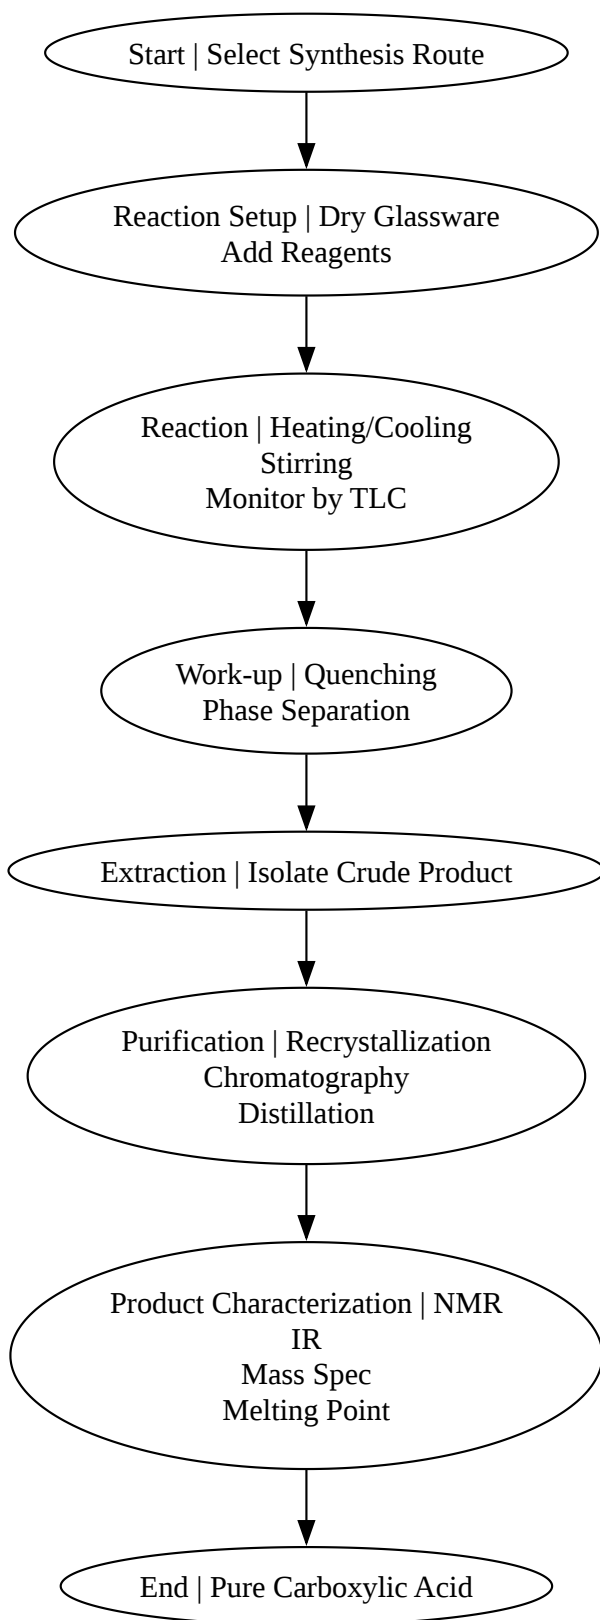 Start | Select Synthesis Route
Reaction Setup | Dry Glassware
Add Reagents
Reaction | Heating/Cooling
Stirring
Monitor by TLC
Work-up | Quenching
Phase Separation
Extraction | Isolate Crude Product
Purification | Recrystallization
Chromatography
Distillation
Product Characterization | NMR
IR
Mass Spec
Melting Point
End | Pure Carboxylic Acid